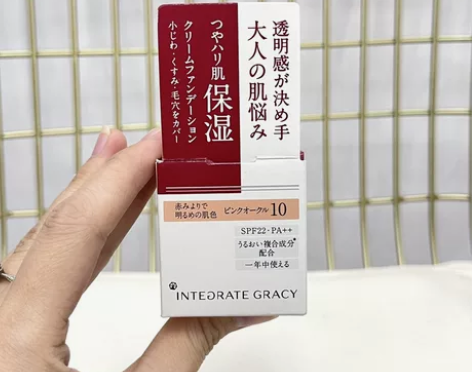 透明感が決め手
大人の肌悩み
保湿
つやハリ肌
クリームファンデーション
小じわ・くすみ・毛穴をカバー
赤みよりで
明るめの肌色
ピンクオークル10
SPF22・PA++
うるおい複合成分*
配合
一年中使える
INTEGRATE GRACY